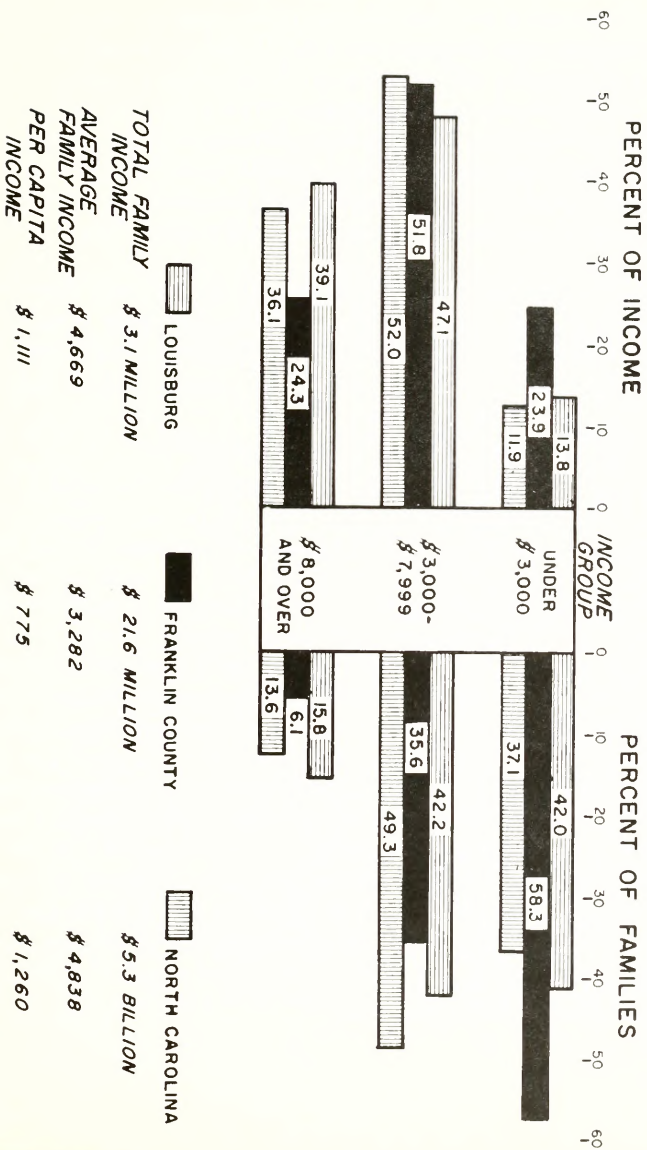 PERCENT OF INCOME PERCENT OF FAMILIES
60 50 40 30 20 10 0 0 10 20 30 40 50 60
INCOME
GROUP
13.8 42.0
23.9 UNDER 58.3
11.9 $ 3,000 37.1
47.1 42.2
51.8 $ 3,000- 35.6
52.0 $ 7,999 49.3
39.1 $ 8,000 15.8
24.3 AND OVER 6.1
36.1 13.6
LOUISBURG FRANKLIN COUNTY NORTH CAROLINA
TOTAL FAMILY
INCOME $ 3.1 MILLION $ 21.6 MILLION $5.3 BILLION
AVERAGE
FAMILY INCOME $ 4,669 $ 3,282 $ 4,838
PER CAPITA
INCOME $ 1,111 $ 775 $ 1,260